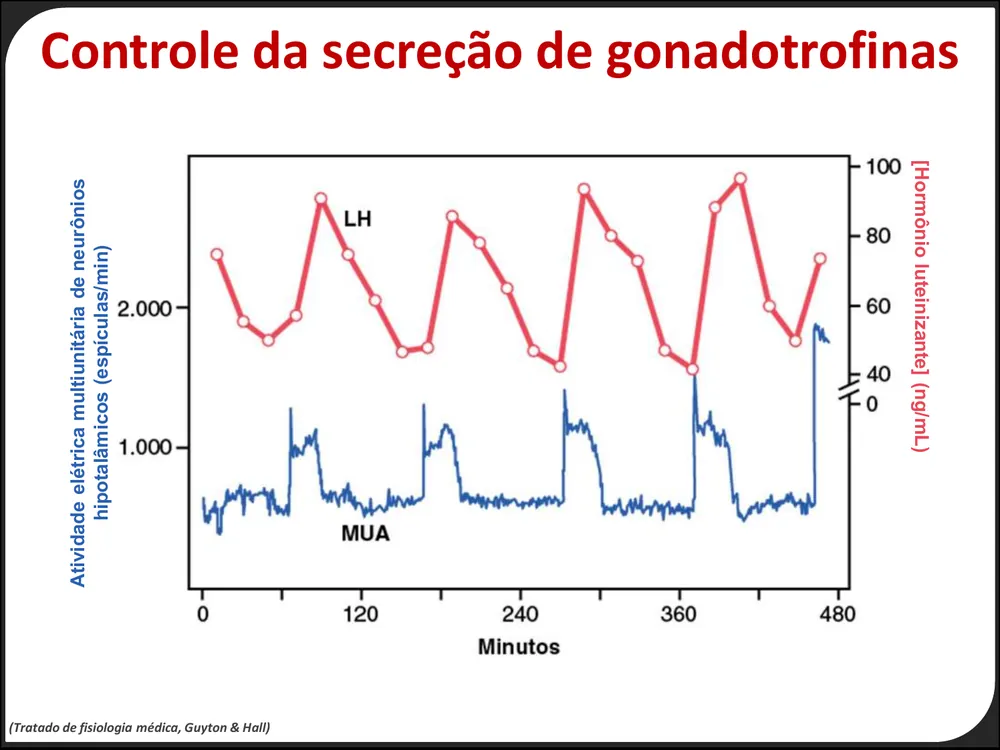 Controle da secreção de gonadotrofinas
Atividade elétrica multiunitária de neurônios
hipotalâmicos (espículas/min)
2.000
1.000
LH
MUA
100
80
60
40
0
[Hormônio luteinizante] (ng/mL)
0
120
240
360
480
Minutos
(Tratado de fisiologia médica, Guyton & Hall)